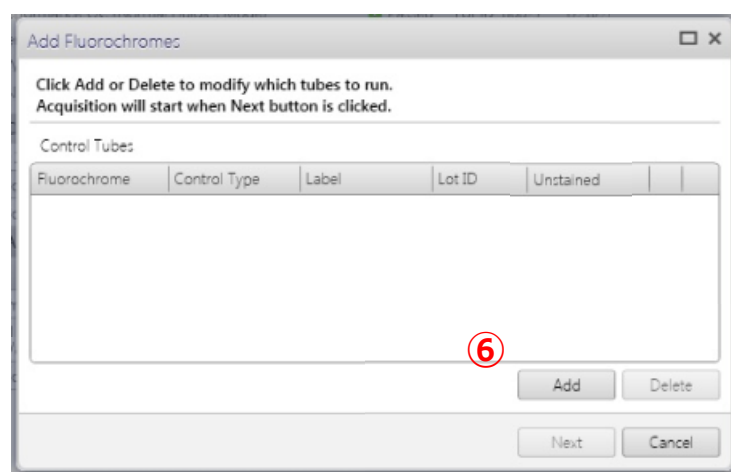 Add Fluorochromes
Click Add or Delete to modify which tubes to run.
Acquisition will start when Next button is clicked.
Control Tubes
Fluorochrome Control Type Label Lot ID Unstained
⑥
Add Delete
Next Cancel